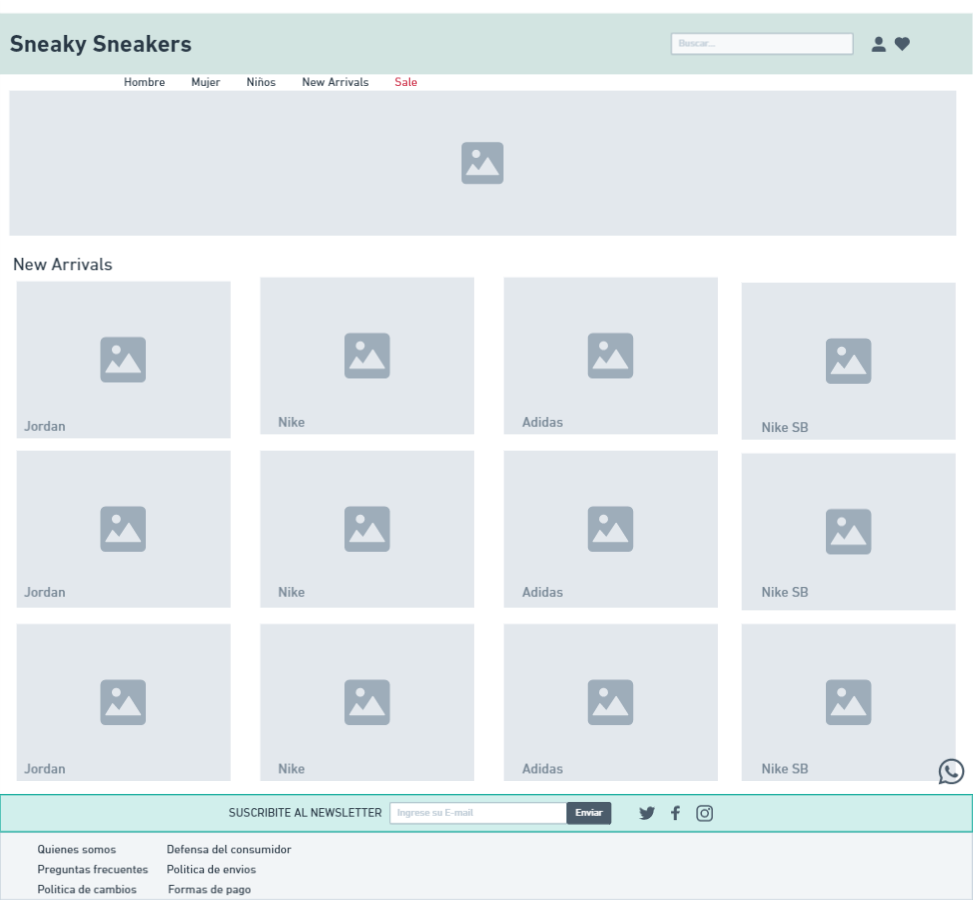 Sneaky Sneakers
Buscar...
Hombre Mujer Niños New Arrivals Sale
New Arrivals
Jordan Nike Adidas Nike SB
Jordan Nike Adidas Nike SB
Jordan Nike Adidas Nike SB
SUSCRIBITE AL NEWSLETTER Ingrese su E-mail Enviar
Quienes somos Defensa del consumidor
Preguntas frecuentes Politica de envios
Politica de cambios Formas de pago